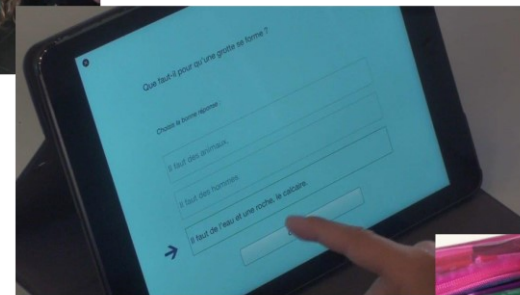 Que faut-il pour qu'une grotte se forme ?
Choisis la bonne réponse :
Il faut des animaux.
Il faut des hommes.
Il faut de l'eau et une roche, le calcaire.